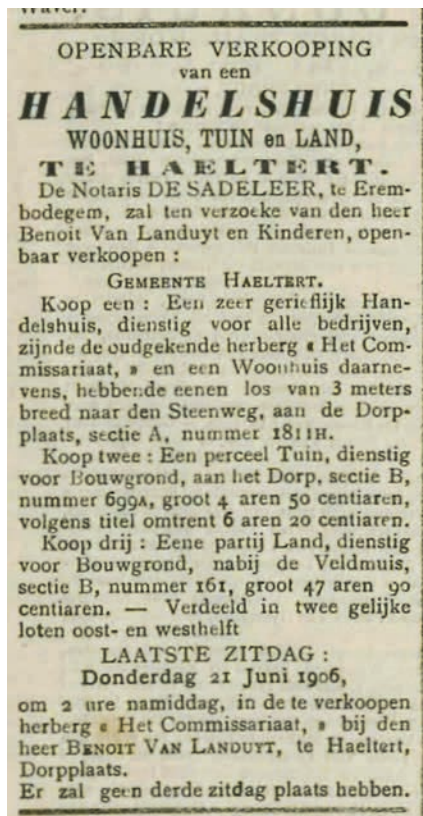 Waver.
OPENBARE VERKOOPING
van een
HANDELSHUIS
WOONHUIS, TUIN en LAND,
TE HAELTERT.
De Notaris DE SADELEER, te Erem-
bodegem, zal ten verzoeke van den heer
Benoit Van Landuyt en Kinderen, open-
baar verkoopen :
GEMEENTE HAELTERT.
Koop een : Een zeer gerieflijk Han-
delshuis, dienstig voor alle bedrijven,
zijnde de oudgekende herberg « Het Com-
missariaat, » en een Woonhuis daarne-
vens, hebbende eenen los van 3 meters
breed naar den Steenweg, aan de Dorp-
plaats, sectie A, nummer 1811H.
Koop twee : Een perceel Tuin, dienstig
voor Bouwgrond, aan het Dorp, sectie B,
nummer 699A, groot 4 aren 50 centiaren,
volgens titel omtrent 6 aren 20 centiaren.
Koop drij : Eene partij Land, dienstig
voor Bouwgrond, nabij de Veldmuis,
sectie B, nummer 161, groot 47 aren 90
centiaren. — Verdeeld in twee gelijke
loten oost- en westhelft
LAATSTE ZITDAG :
Donderdag 21 Juni 1906,
om 2 ure namiddag, in de te verkoopen
herberg « Het Commissariaat, » bij den
heer BENOIT VAN LANDUYT, te Haeltert,
Dorpplaats.
Er zal geen derde zitdag plaats hebben.